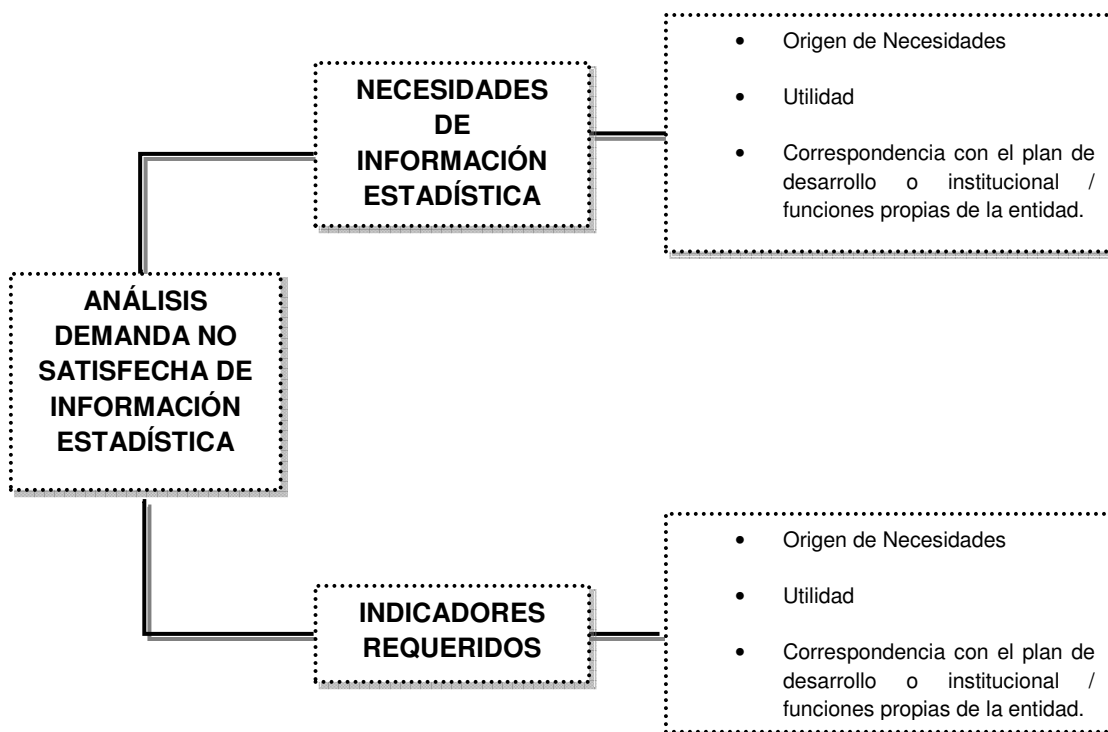 • Origen de Necesidades
• Utilidad
• Correspondencia con el plan de
desarrollo o institucional /
funciones propias de la entidad.
NECESIDADES
DE
INFORMACIÓN
ESTADÍSTICA
ANÁLISIS
DEMANDA NO
SATISFECHA DE
INFORMACIÓN
ESTADÍSTICA
INDICADORES
REQUERIDOS
• Origen de Necesidades
• Utilidad
• Correspondencia con el plan de
desarrollo o institucional /
funciones propias de la entidad.